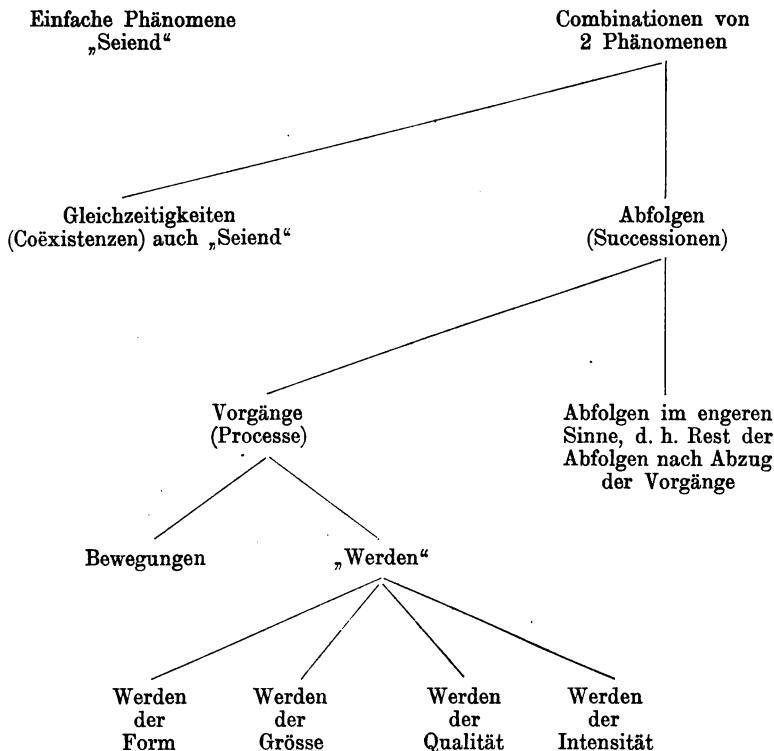 Einfache Phänomene
„Seiend“
Combinationen von
2 Phänomenen
Gleichzeitigkeiten
(Coëxistenzen) auch „Seiend“
Abfolgen
(Successionen)
Vorgänge
(Processe)
Abfolgen im engeren
Sinne, d. h. Rest der
Abfolgen nach Abzug
der Vorgänge
Bewegungen
„Werden“
Werden
der
Form
Werden
der
Grösse
Werden
der
Qualität
Werden
der
Intensität